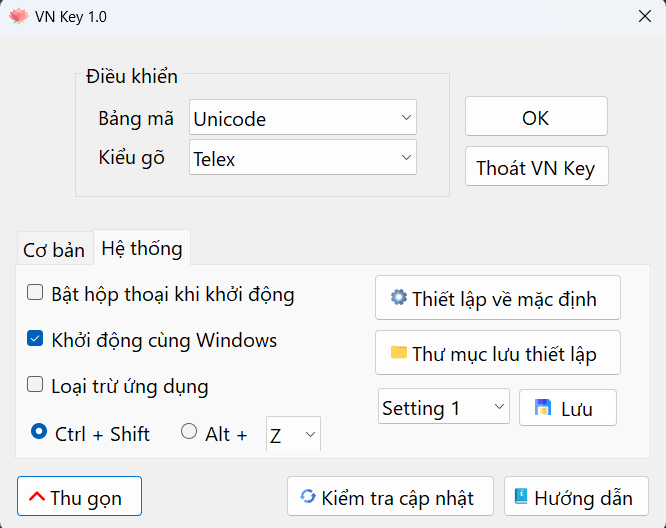 VN Key 1.0
Điều khiển
Bảng mã
Unicode
OK
Kiểu gõ
Telex
Thoát VN Key
Cơ bản
Hệ thống
Bật hộp thoại khi khởi động
Thiết lập về mặc định
Khởi động cùng Windows
Thư mục lưu thiết lập
Loại trừ ứng dụng
Setting 1
Lưu
Ctrl + Shift
Alt +
Z
Thu gọn
Kiểm tra cập nhật
Hướng dẫn